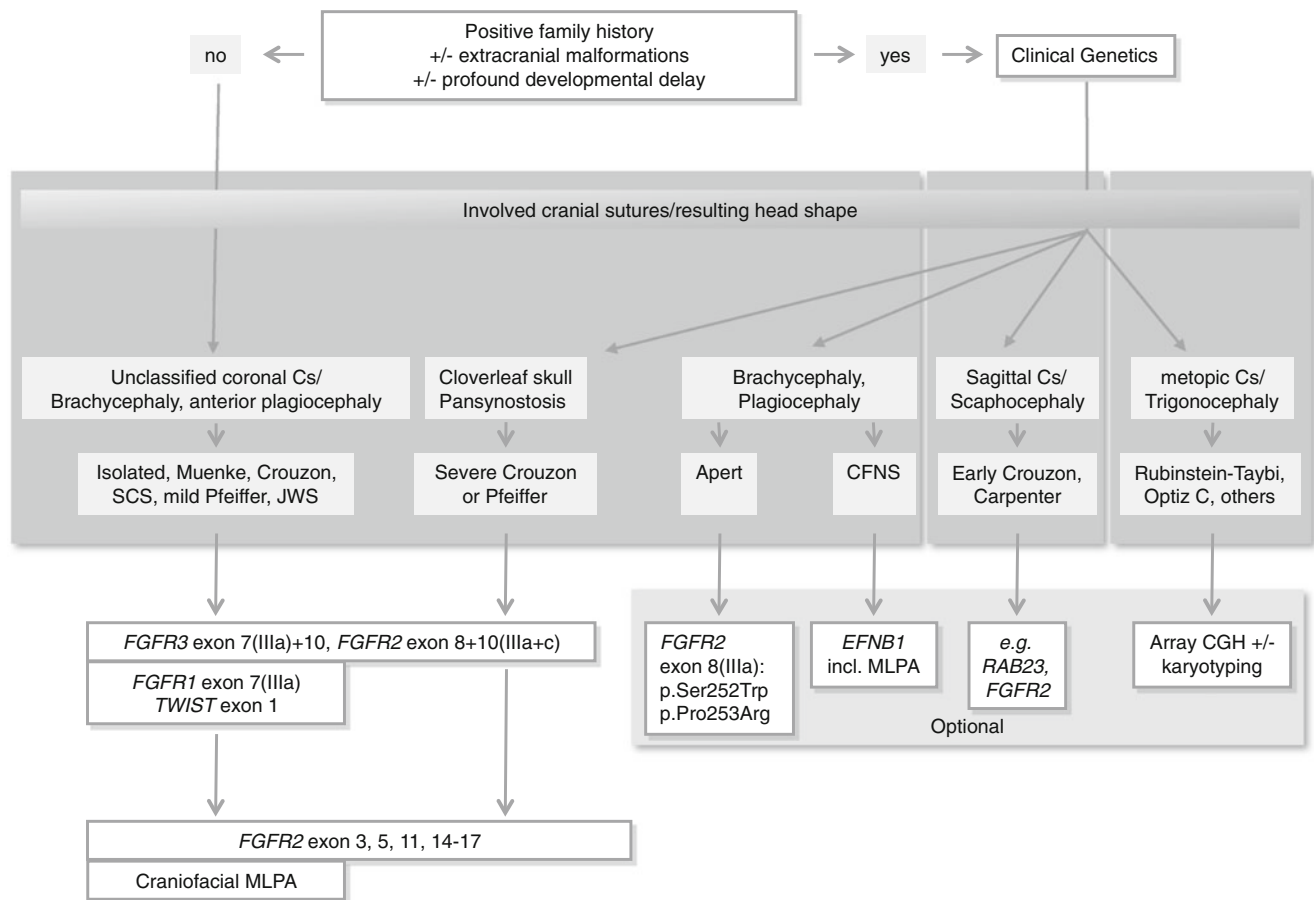 Positive family history
+/- extracranial malformations
+/- profound developmental delay
no
yes
Clinical Genetics
Involved cranial sutures/resulting head shape
Unclassified coronal Cs/
Brachycephaly, anterior plagiocephaly
Cloverleaf skull
Pansynostosis
Brachycephaly,
Plagiocephaly
Sagittal Cs/
Scaphocephaly
metopic Cs/
Trigonocephaly
Isolated, Muenke, Crouzon,
SCS, mild Pfeiffer, JWS
Severe Crouzon
or Pfeiffer
Apert
CFNS
Early Crouzon,
Carpenter
Rubinstein-Taybi,
Optiz C, others
FGFR3 exon 7(IIIa)+10, FGFR2 exon 8+10(IIIa+c)
FGFR1 exon 7(IIIa)
TWIST exon 1
FGFR2
exon 8(IIIa):
p.Ser252Trp
p.Pro253Arg
EFNB1
incl. MLPA
e.g.
RAB23,
FGFR2
Array CGH +/-
karyotyping
Optional
FGFR2 exon 3, 5, 11, 14-17
Craniofacial MLPA